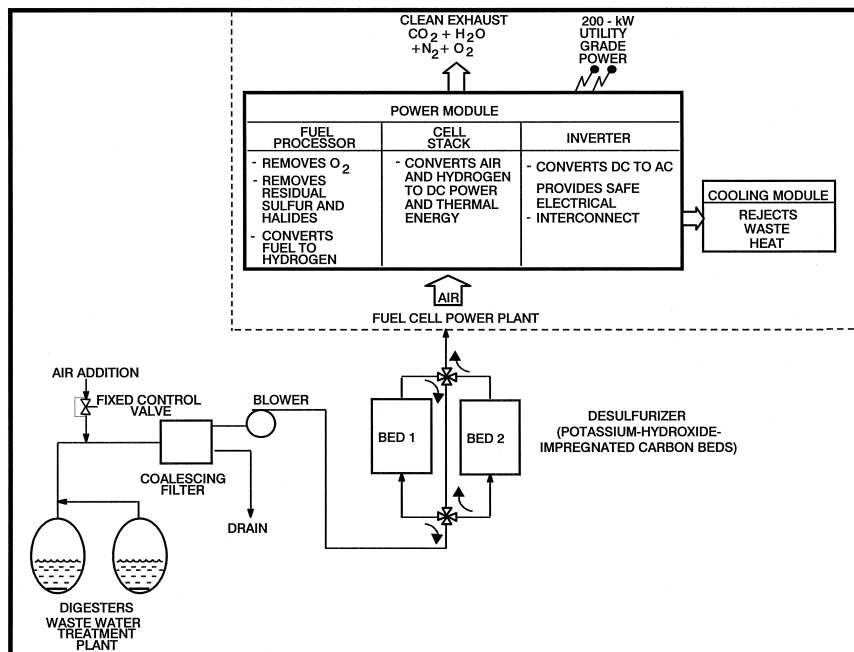 CLEAN EXHAUST
CO2 + H2O
+N2 + O2
200 - kW
UTILITY
GRADE
POWER
POWER MODULE
FUEL
PROCESSOR
CELL
STACK
INVERTER
- REMOVES O2
- REMOVES
RESIDUAL
SULFUR AND
HALIDES
- CONVERTS
FUEL TO
HYDROGEN
- CONVERTS AIR
AND HYDROGEN
TO DC POWER
AND THERMAL
ENERGY
- CONVERTS DC TO AC
PROVIDES SAFE
ELECTRICAL
- INTERCONNECT
COOLING MODULE
REJECTS
WASTE
HEAT
AIR
FUEL CELL POWER PLANT
AIR ADDITION
FIXED CONTROL
VALVE
BLOWER
COALESCING
FILTER
DRAIN
BED 1
BED 2
DESULFURIZER
(POTASSIUM-HYDROXIDE-
IMPREGNATED CARBON BEDS)
DIGESTERS
WASTE WATER
TREATMENT
PLANT